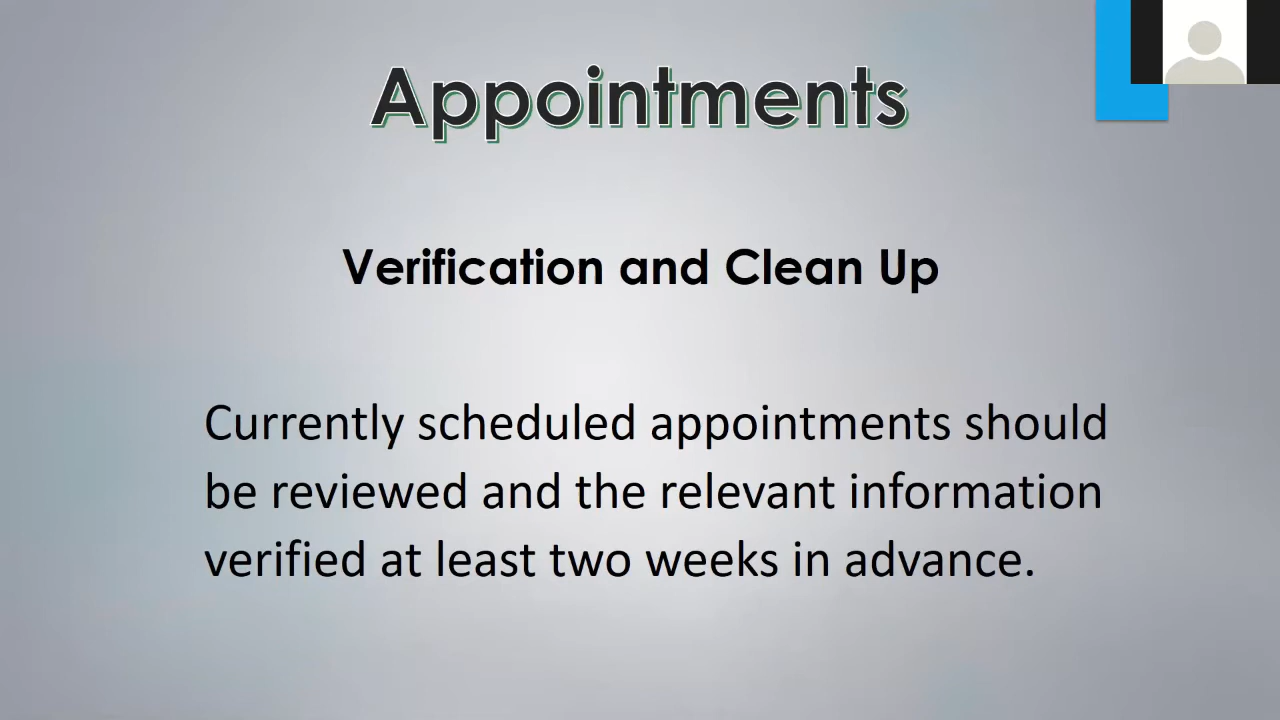 Appointments
Verification and Clean Up
Currently scheduled appointments should
be reviewed and the relevant information
verified at least two weeks in advance.